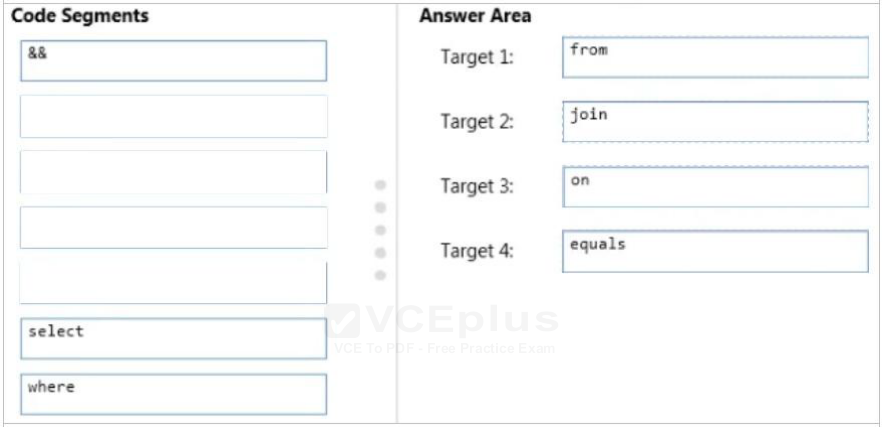 Code Segments
&&
select
where
Answer Area
Target 1: from
Target 2: join
Target 3: on
Target 4: equals
VCEplus
VCE To PDF - Free Practice Exam